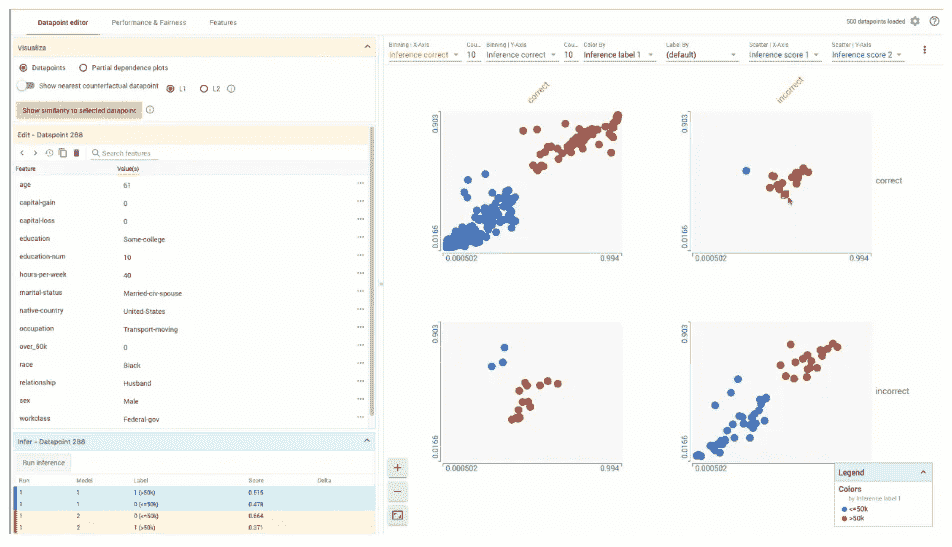 Datapoint editor Performance & Fairness Features 500 datapoints loaded
Visualize
Datapoints Partial dependence plots
Show nearest counterfactual datapoint L1 L2
Show similarity to selected datapoint
Edit - Datapoint 288
Search features
Feature Value(s)
age 61
capital-gain 0
capital-loss 0
education Some-college
education-num 10
hours-per-week 40
marital-status Married-civ-spouse
native-country United-States
occupation Transport-moving
over_50k 0
race Black
relationship Husband
sex Male
workclass Federal-gov
Infer - Datapoint 288
Run inference
Run Model Label Score Delta
1 1 1 (>50k) 0.515
1 1 0 (<=50k) 0.478
1 2 0 (<=50k) 0.664
1 2 1 (>50k) 0.371
Binning | X-Axis Cou... Binning | Y-Axis Cou... Color By Label By Scatter | X-Axis Scatter | Y-Axis
Inference correct 10 Inference correct 10 Inference label 1 (default) Inference score 1 Inference score 2
correct
incorrect
0.903
0.0166
0.000502 0.994
0.903
0.0166
0.000502 0.994
correct
0.903
0.0166
0.000502 0.994
0.903
0.0166
0.000502
incorrect
Legend
Colors
by Inference label 1
<=50k
>50k